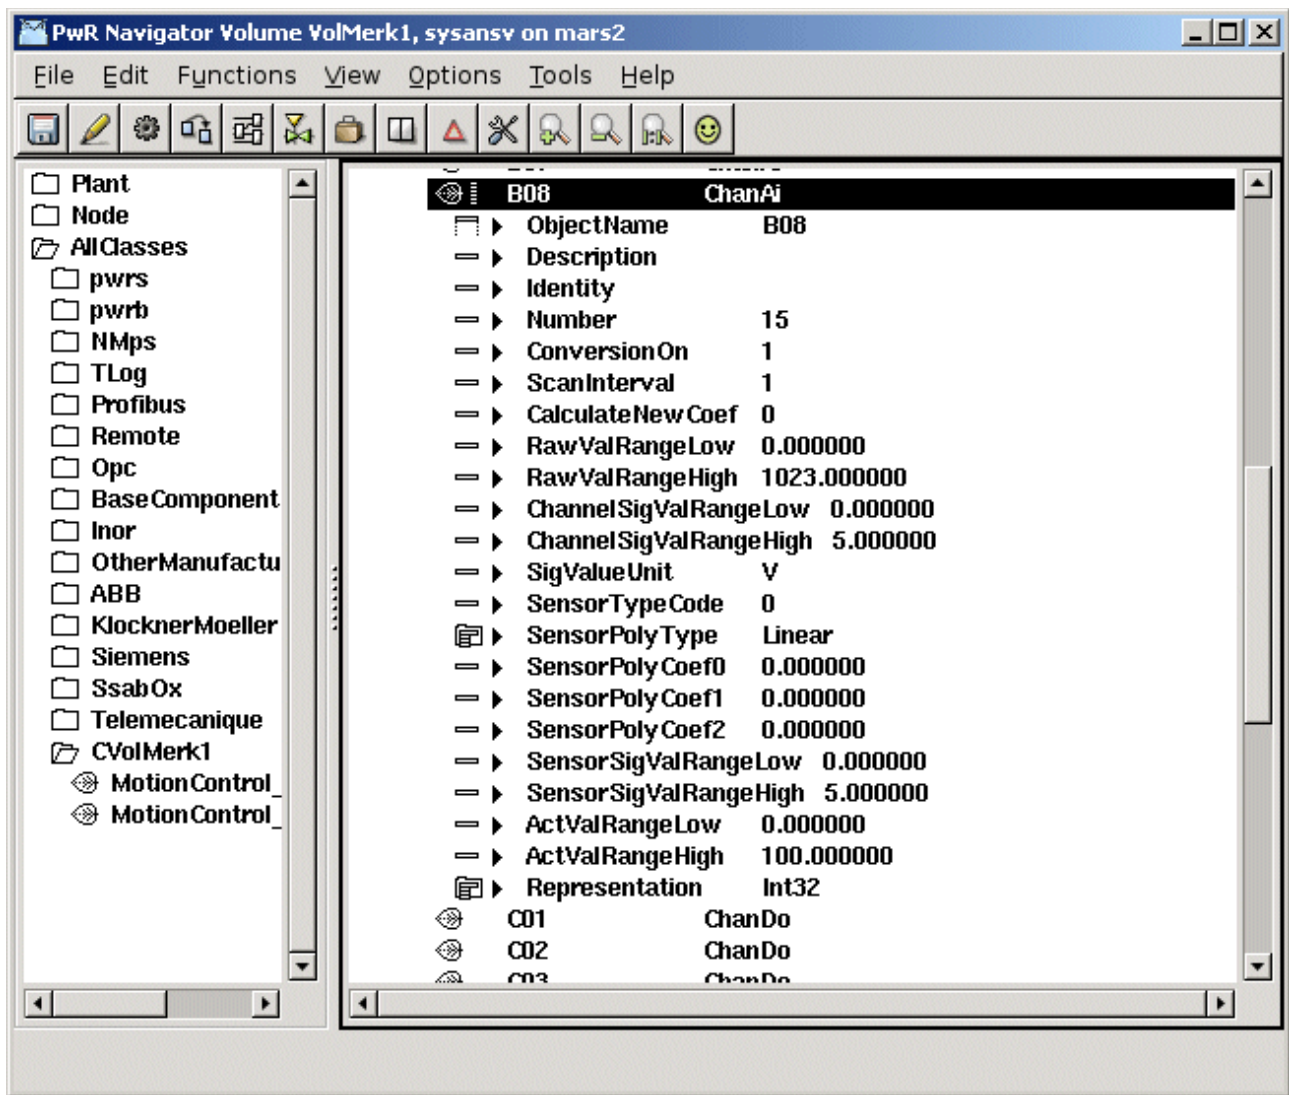 PwR Navigator Volume VolMerk1, sysansv on mars2
File Edit Functions View Options Tools Help
Plant
Node
AllClasses
pwrs
pwrb
NMps
TLog
Profibus
Remote
Opc
BaseComponent
Inor
OtherManufactu
ABB
KlocknerMoeller
Siemens
SsabOx
Telemecanique
CVolMerk1
MotionControl_
MotionControl_
B08 ChanAi
ObjectName B08
Description
Identity
Number 15
ConversionOn 1
ScanInterval 1
CalculateNewCoef 0
RawValRangeLow 0.000000
RawValRangeHigh 1023.000000
ChannelSigValRangeLow 0.000000
ChannelSigValRangeHigh 5.000000
SigValueUnit V
SensorTypeCode 0
SensorPolyType Linear
SensorPolyCoef0 0.000000
SensorPolyCoef1 0.000000
SensorPolyCoef2 0.000000
SensorSigValRangeLow 0.000000
SensorSigValRangeHigh 5.000000
ActValRangeLow 0.000000
ActValRangeHigh 100.000000
Representation Int32
C01 ChanDo
C02 ChanDo
C03 ChanDo